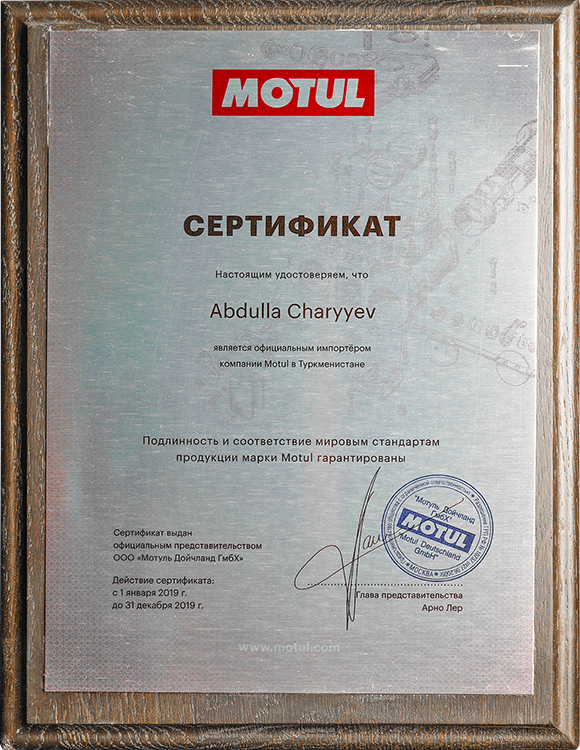 MOTUL
СЕРТИФИКАТ
Настоящим удостоверяем, что
Abdulla Charyyev
является официальным импортёром
компании Motul в Туркменистане
Подлинность и соответствие мировым стандартам
продукции марки Motul гарантированы
Сертификат выдан
официальным представительством
ООО «Мотуль Дойчланд ГмбХ»
Действие сертификата:
с 1 января 2019 г.
до 31 декабря 2019 г.
"Мотуль Дойчланд
ГмбХ"
MOTUL
"Motul Deutschland
GmbH"
МОСКВА
Глава представительства
Арно Лер
www.motul.com